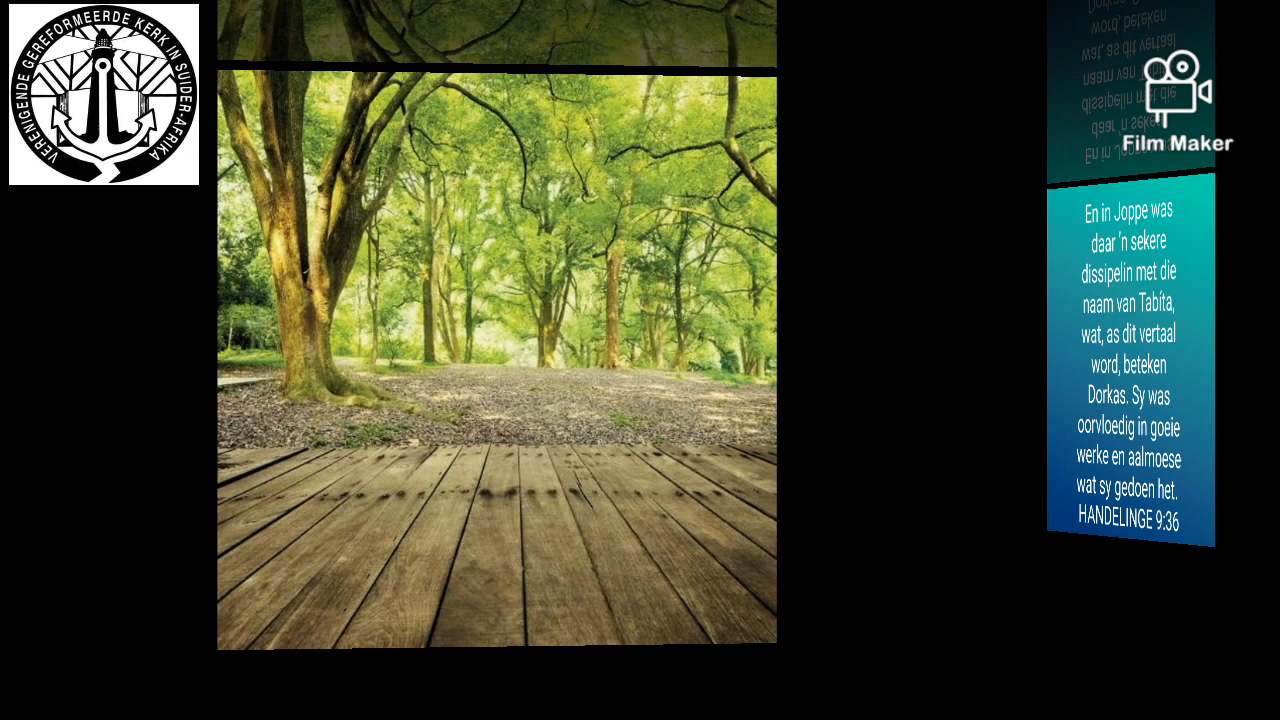 VERENIGENDE GEREFORMEERDE KERK IN SUIDER-AFRIKA
Film Maker
En in Joppe was
daar 'n sekere
dissipelin met die
naam van Tabíta,
wat, as dit vertaal
word, beteken
Dorkas. Sy was
oorvloedig in goeie
werke en aalmoese
wat sy gedoen het.
HANDELINGE 9:36